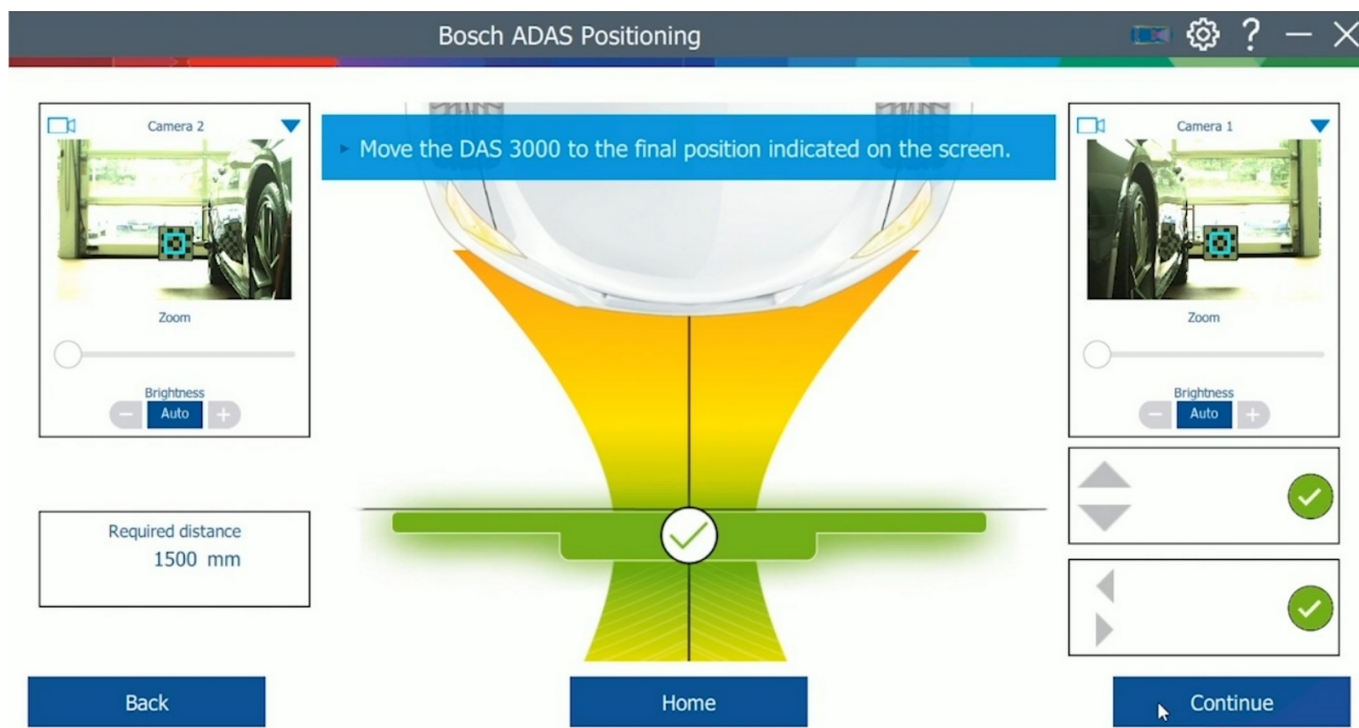 Bosch ADAS Positioning
?
Camera 2
Move the DAS 3000 to the final position indicated on the screen.
Camera 1
Zoom
Zoom
Brightness
− Auto +
Brightness
− Auto +
Required distance
1500 mm
Back
Home
Continue